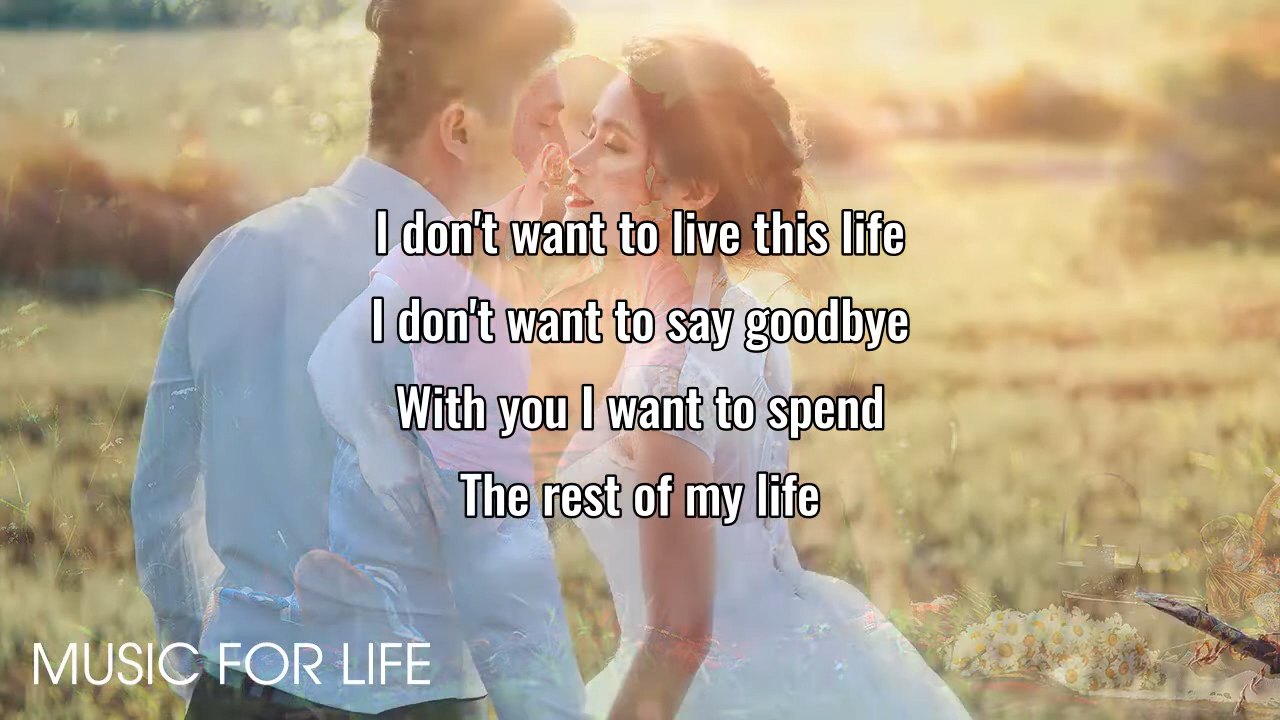 I don't want to live this life
I don't want to say goodbye
With you I want to spend
The rest of my life
MUSIC FOR LIFE